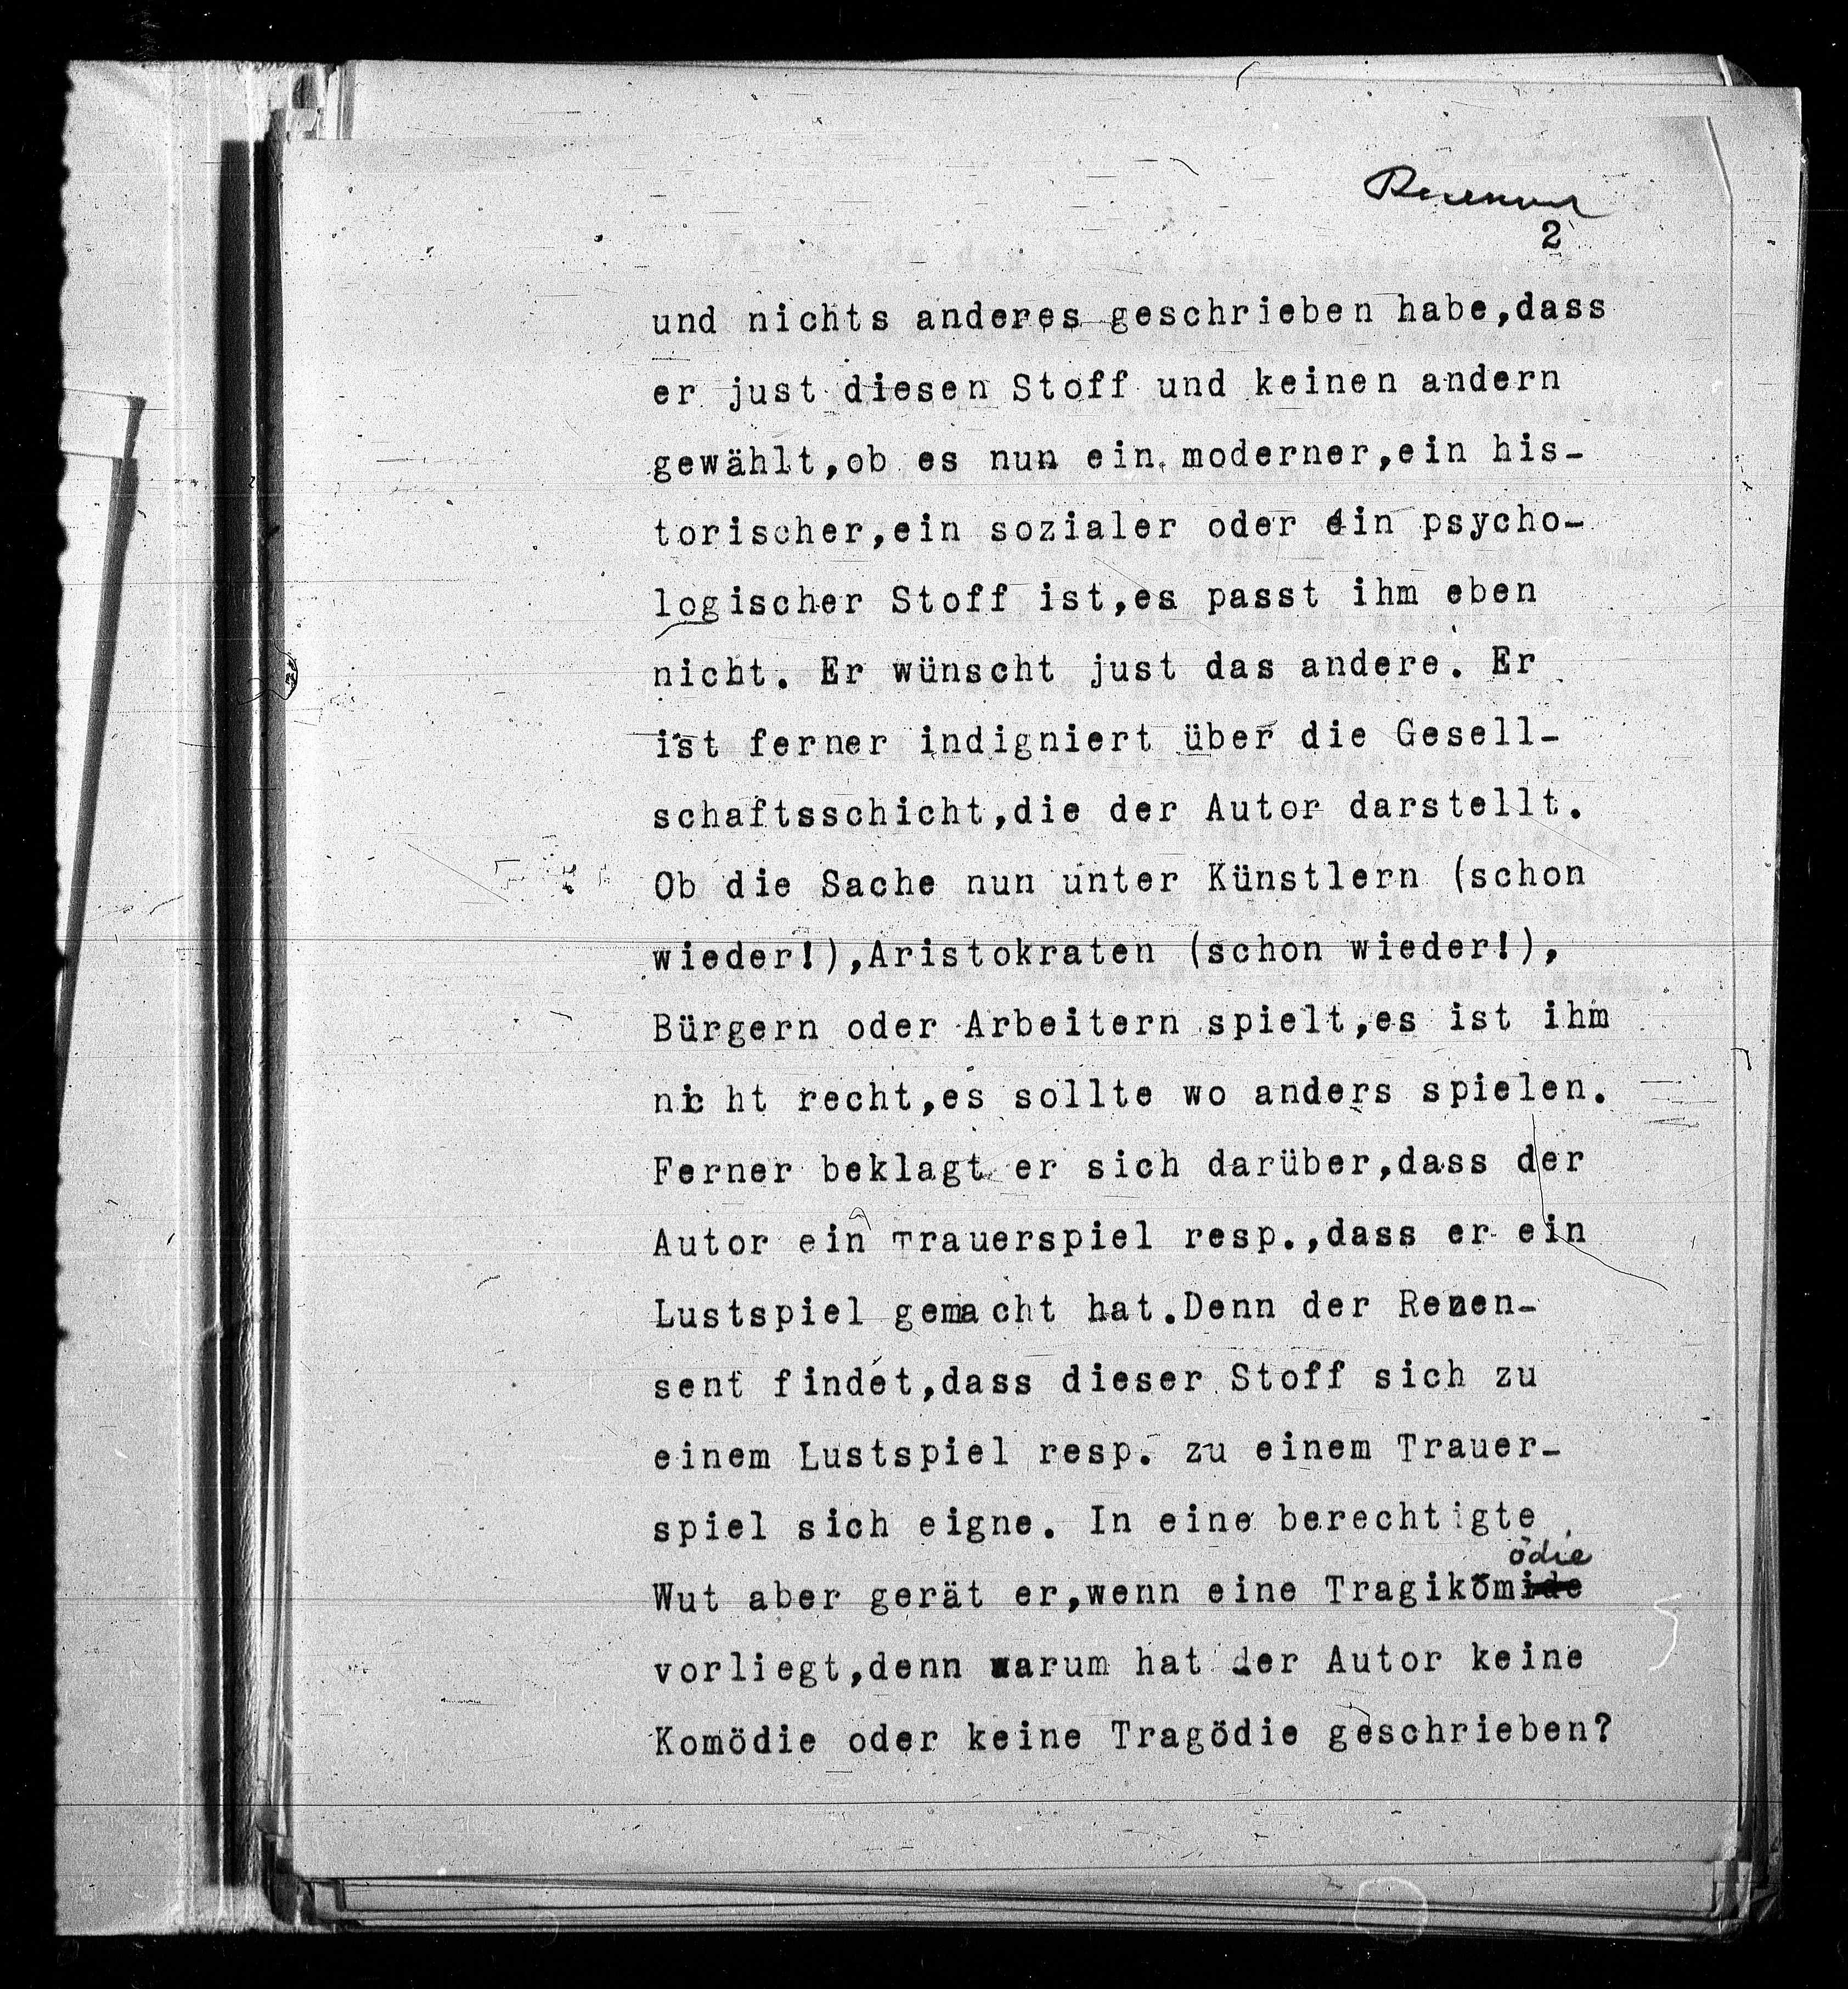 2
und nichts anderes geschrieben habe,dass
er just diesen Stoff und keinen andern
gewählt,ob es nun ein moderner,ein his-
torischer,ein sozialer oder ein psycho-
logischer Stoff ist,es passt ihm eben
nicht. Er wünscht just das andere. Er
ist ferner indigniert über die Gesell-
schaftsschicht,die der Autor darstellt.
Ob die Sache nun unter Künstlern (schon
wieder!),Aristokraten (schon wieder!),
Bürgern oder Arbeitern spielt,es ist ihm
nicht recht,es sollte wo anders spielen.
Ferner beklagt er sich darüber,dass der
Autor ein Trauerspiel resp.,dass er ein
Lustspiel gemacht hat.Denn der Rezen-
sent findet,dass dieser Stoff sich zu
einem Lustspiel resp. zu einem Trauer-
spiel sich eigne. In eine berechtigte
ödie
Wut aber gerät er,wenn eine Tragikömide
vorliegt,denn warum hat der Autor keine
Komödie oder keine Tragödie geschrieben?